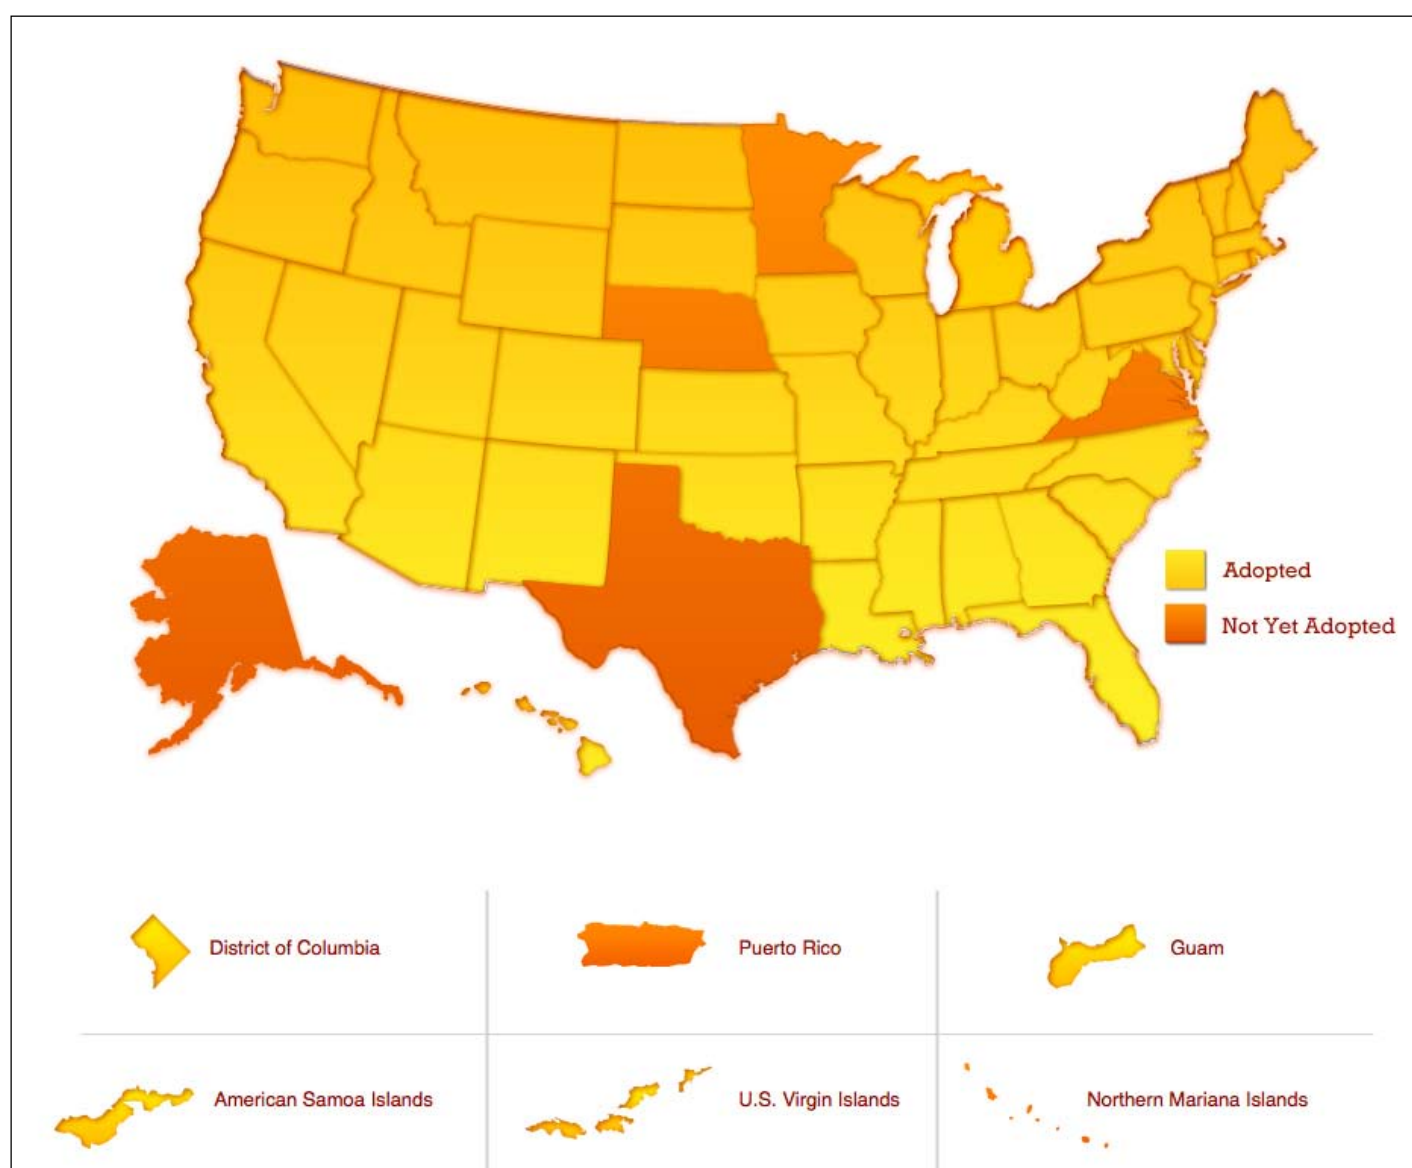 Adopted
Not Yet Adopted
District of Columbia
Puerto Rico
Guam
American Samoa Islands
U.S. Virgin Islands
Northern Mariana Islands